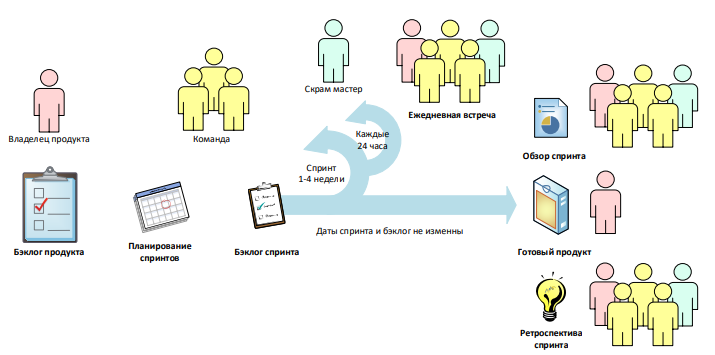 Скрам мастер
Ежедневная встреча
Владелец продукта
Команда
Каждые
24 часа
Обзор спринта
Спринт
1-4 недели
Бэклог продукта
Планирование
спринтов
Бэклог спринта
Даты спринта и бэклог не изменны
Готовый продукт
Ретроспектива
спринта